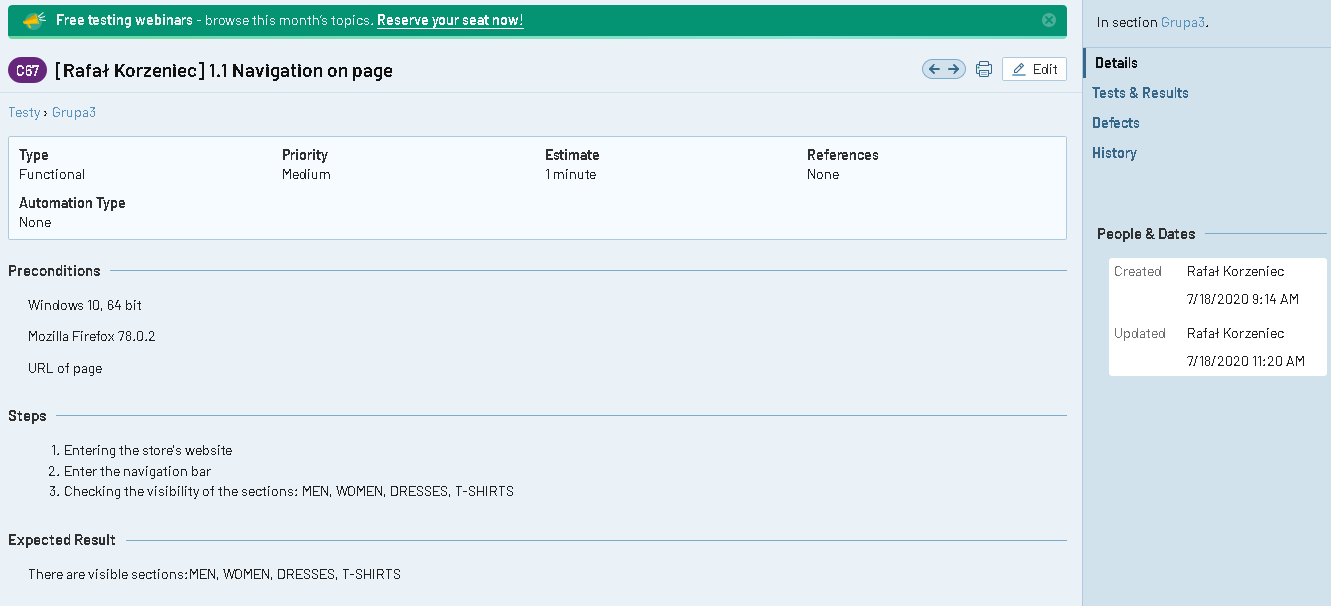 Free testing webinars - browse this month's topics. Reserve your seat now!
C67 [Rafał Korzeniec] 1.1 Navigation on page
Edit
Testy › Grupa3
Type Priority Estimate References
Functional Medium 1 minute None
Automation Type
None
Preconditions
Windows 10, 64 bit
Mozilla Firefox 78.0.2
URL of page
Steps
1. Entering the store's website
2. Enter the navigation bar
3. Checking the visibility of the sections: MEN, WOMEN, DRESSES, T-SHIRTS
Expected Result
There are visible sections:MEN, WOMEN, DRESSES, T-SHIRTS
In section Grupa3.
Details
Tests & Results
Defects
History
People & Dates
Created Rafał Korzeniec
7/18/2020 9:14 AM
Updated Rafał Korzeniec
7/18/2020 11:20 AM